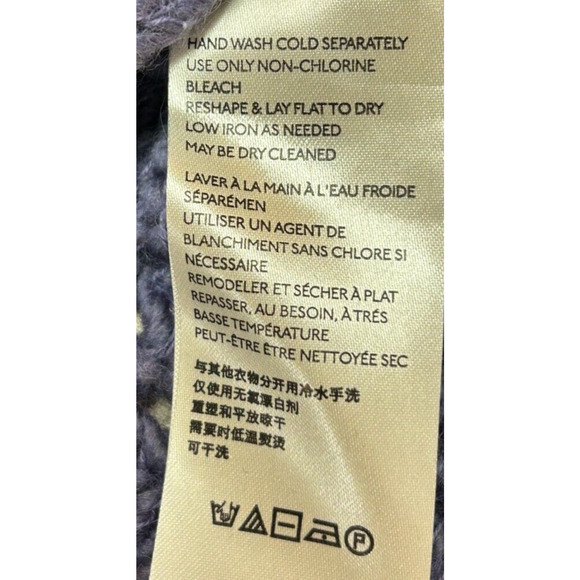 HAND WASH COLD SEPARATELY
USE ONLY NON-CHLORINE
BLEACH
RESHAPE & LAY FLAT TO DRY
LOW IRON AS NEEDED
MAY BE DRY CLEANED
LAVER À LA MAIN À L'EAU FROIDE
SÉPARÉMEN
UTILISER UN AGENT DE
BLANCHIMENT SANS CHLORE SI
NÉCESSAIRE
REMODELER ET SÉCHER À PLAT
REPASSER, AU BESOIN, À TRÉS
BASSE TEMPÉRATURE
PEUT-ÊTRE ÊTRE NETTOYÉE SEC
与其他衣物分开用冷水手洗
仅使用无氯漂白剂
重塑和平放晾干
需要时低温熨烫
可干洗
P